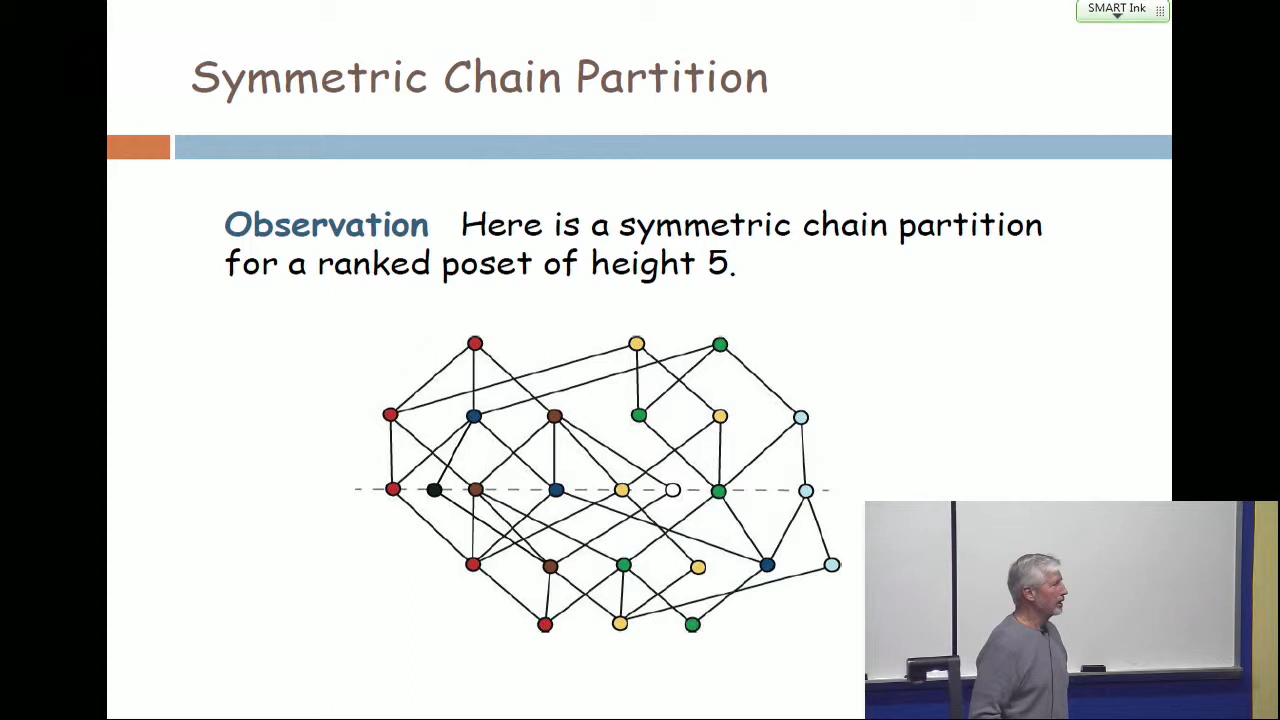 SMART Ink
Symmetric Chain Partition
Observation Here is a symmetric chain partition
for a ranked poset of height 5.